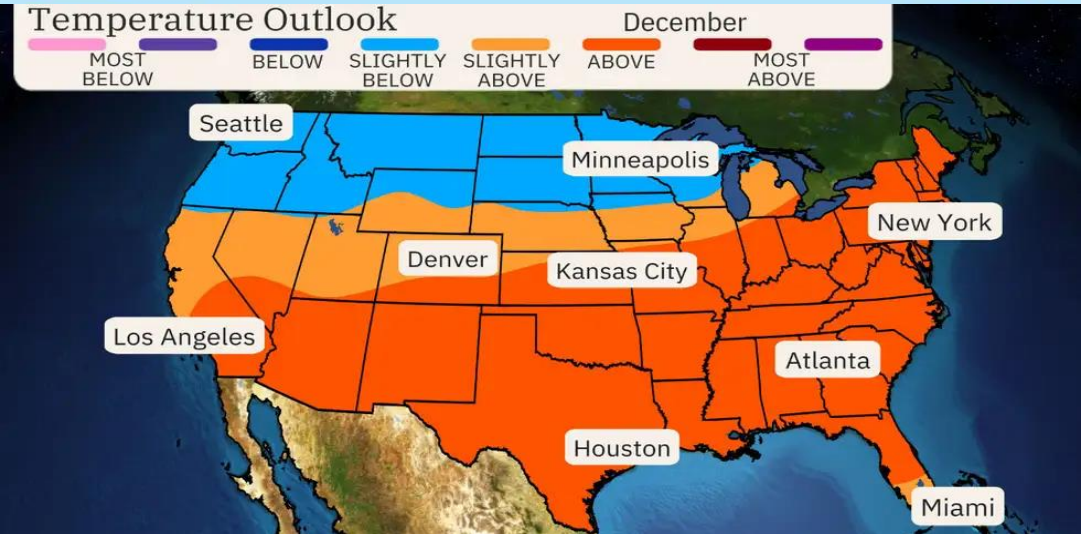 Temperature Outlook
December
MOST
BELOW
BELOW
SLIGHTLY
BELOW
SLIGHTLY
ABOVE
ABOVE
MOST
ABOVE
Seattle
Minneapolis
New York
Denver
Kansas City
Los Angeles
Atlanta
Houston
Miami